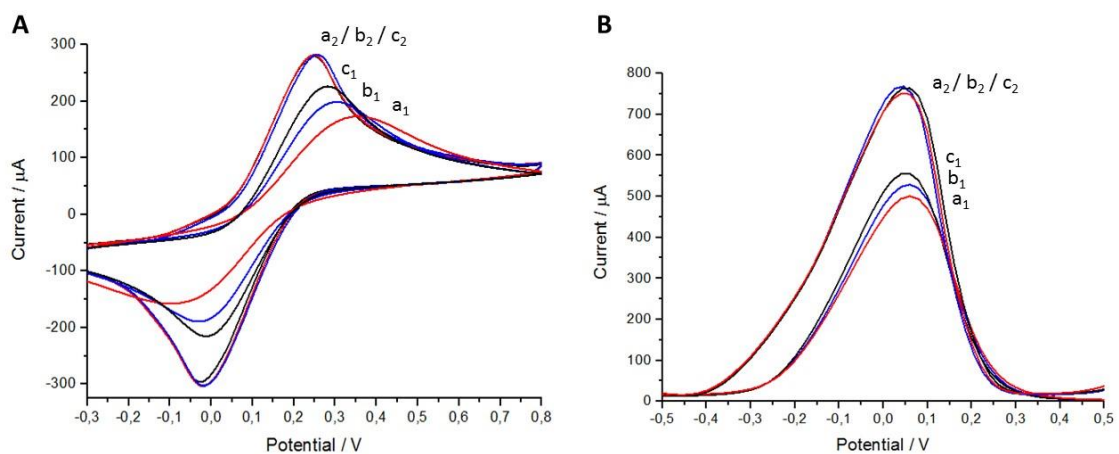 A
a2 / b2 / c2
c1
b1
a1
300
200
100
0
-100
-200
-300
Current / µA
-0,3
-0,2
-0,1
0,0
0,1
0,2
0,3
0,4
0,5
0,6
0,7
0,8
Potential / V
B
a2 / b2 / c2
c1
b1
a1
800
700
600
500
400
300
200
100
0
Current / µA
-0,5
-0,4
-0,3
-0,2
-0,1
0,0
0,1
0,2
0,3
0,4
0,5
Potential / V